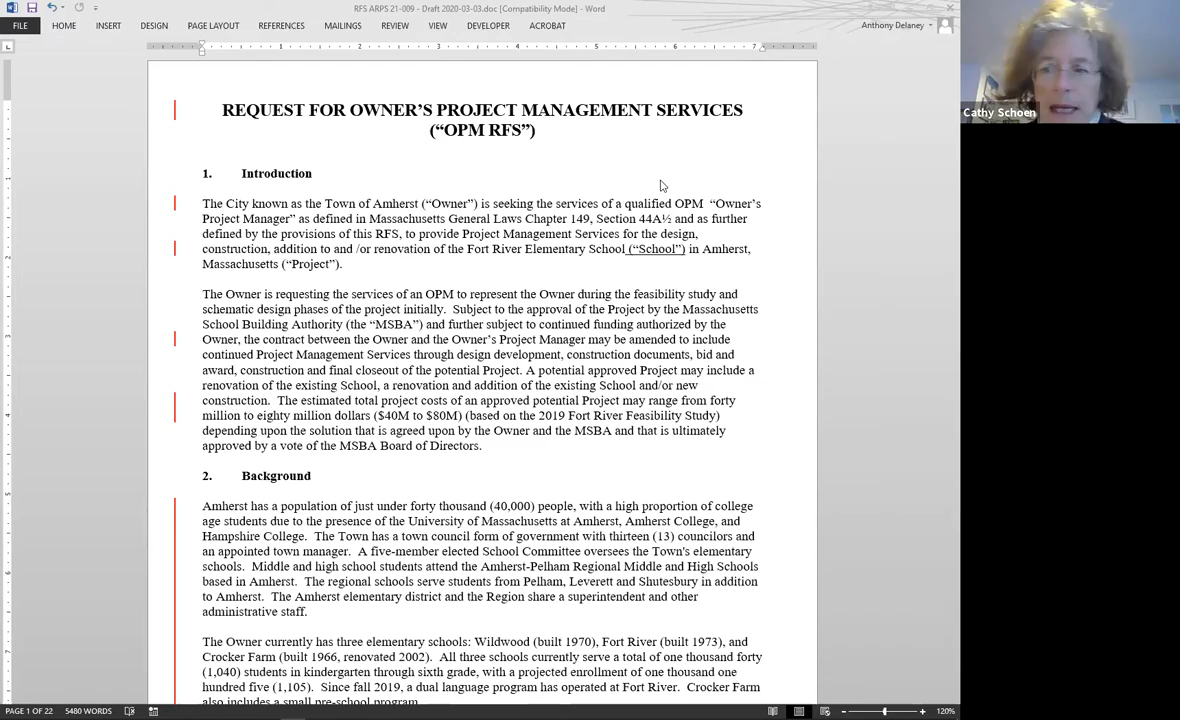 RFS ARPS 21-009 - Draft 2020-03-03.doc [Compatibility Mode] - Word
FILE HOME INSERT DESIGN PAGE LAYOUT REFERENCES MAILINGS REVIEW VIEW DEVELOPER ACROBAT Anthony Delaney
1 2 3 4 5 6 7
Cathy Schoen
REQUEST FOR OWNER'S PROJECT MANAGEMENT SERVICES
("OPM RFS")
1. Introduction
The City known as the Town of Amherst ("Owner") is seeking the services of a qualified OPM "Owner's
Project Manager" as defined in Massachusetts General Laws Chapter 149, Section 44A½ and as further
defined by the provisions of this RFS, to provide Project Management Services for the design,
construction, addition to and /or renovation of the Fort River Elementary School ("School") in Amherst,
Massachusetts ("Project").
The Owner is requesting the services of an OPM to represent the Owner during the feasibility study and
schematic design phases of the project initially. Subject to the approval of the Project by the Massachusetts
School Building Authority (the "MSBA") and further subject to continued funding authorized by the
Owner, the contract between the Owner and the Owner's Project Manager may be amended to include
continued Project Management Services through design development, construction documents, bid and
award, construction and final closeout of the potential Project. A potential approved Project may include a
renovation of the existing School, a renovation and addition of the existing School and/or new
construction. The estimated total project costs of an approved potential Project may range from forty
million to eighty million dollars ($40M to $80M) (based on the 2019 Fort River Feasibility Study)
depending upon the solution that is agreed upon by the Owner and the MSBA and that is ultimately
approved by a vote of the MSBA Board of Directors.
2. Background
Amherst has a population of just under forty thousand (40,000) people, with a high proportion of college
age students due to the presence of the University of Massachusetts at Amherst, Amherst College, and
Hampshire College. The Town has a town council form of government with thirteen (13) councilors and
an appointed town manager. A five-member elected School Committee oversees the Town's elementary
schools. Middle and high school students attend the Amherst-Pelham Regional Middle and High Schools
based in Amherst. The regional schools serve students from Pelham, Leverett and Shutesbury in addition
to Amherst. The Amherst elementary district and the Region share a superintendent and other
administrative staff.
The Owner currently has three elementary schools: Wildwood (built 1970), Fort River (built 1973), and
Crocker Farm (built 1966, renovated 2002). All three schools currently serve a total of one thousand forty
(1,040) students in kindergarten through sixth grade, with a projected enrollment of one thousand one
hundred five (1,105). Since fall 2019, a dual language program has operated at Fort River. Crocker Farm
also includes a small pre-school program.
PAGE 1 OF 22 5480 WORDS 120%